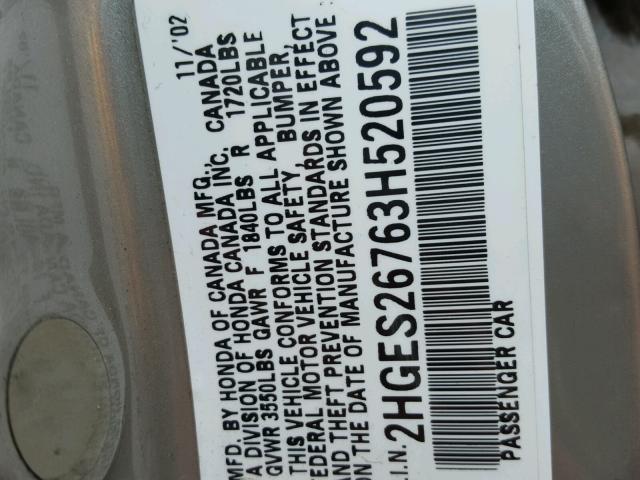 MFD. BY HONDA OF CANADA MFG., 11/'02
A DIVISION OF HONDA CANADA INC. CANADA
GVWR 3550LBS GAWR F 1840LBS R 1720LBS
THIS VEHICLE CONFORMS TO ALL APPLICABLE
FEDERAL MOTOR VEHICLE SAFETY, BUMPER,
AND THEFT PREVENTION STANDARDS IN EFFECT
ON THE DATE OF MANUFACTURE SHOWN ABOVE
.I.N. 2HGES26763H520592
PASSENGER CAR